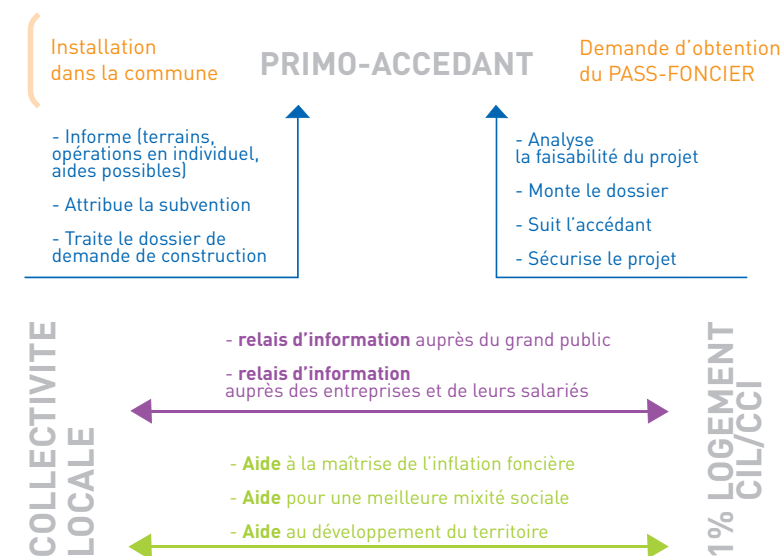 Installation
dans la commune
PRIMO-ACCEDANT
Demande d’obtention
du PASS-FONCIER
- Informe (terrains,
opérations en individuel,
aides possibles)
- Attribue la subvention
- Traite le dossier de
demande de construction
- Analyse
la faisabilité du projet
- Monte le dossier
- Suit l’accédant
- Sécurise le projet
COLLECTIVITE
LOCALE
- relais d’information auprès du grand public
- relais d’information
auprès des entreprises et de leurs salariés
- Aide à la maîtrise de l’inflation foncière
- Aide pour une meilleure mixité sociale
- Aide au développement du territoire
1% LOGEMENT
CIL/CCI